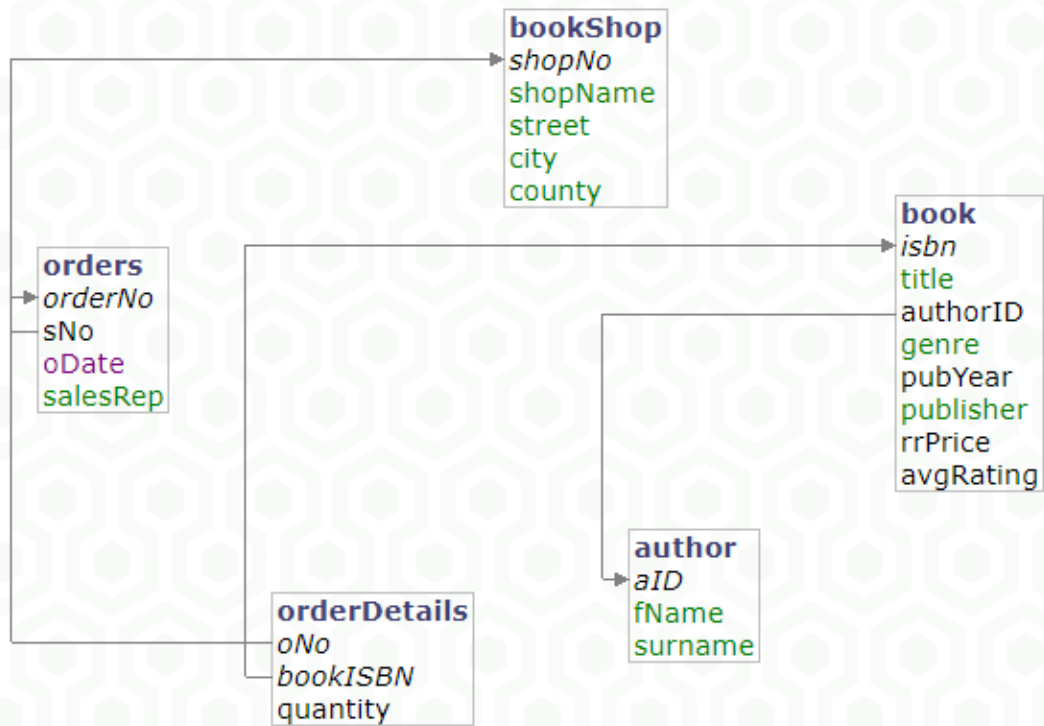 bookShop
shopNo
shopName
street
city
county
book
isbn
title
authorID
genre
pubYear
publisher
rrPrice
avgRating
orders
orderNo
sNo
oDate
salesRep
author
aID
fName
surname
orderDetails
oNo
bookISBN
quantity